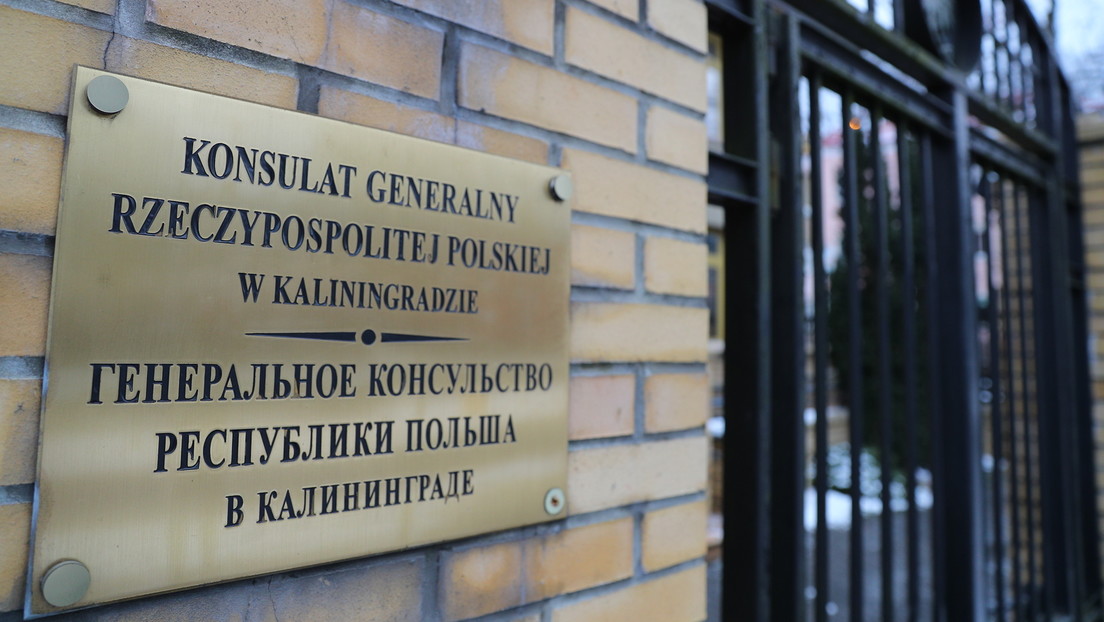 KONSULAT GENERALNY
RZECZYPOSPOLITEJ POLSKIEJ
W KALININGRADZIE
ГЕНЕРАЛЬНОЕ КОНСУЛЬСТВО
РЕСПУБЛИКИ ПОЛЬША
В КАЛИНИНГРАДЕ